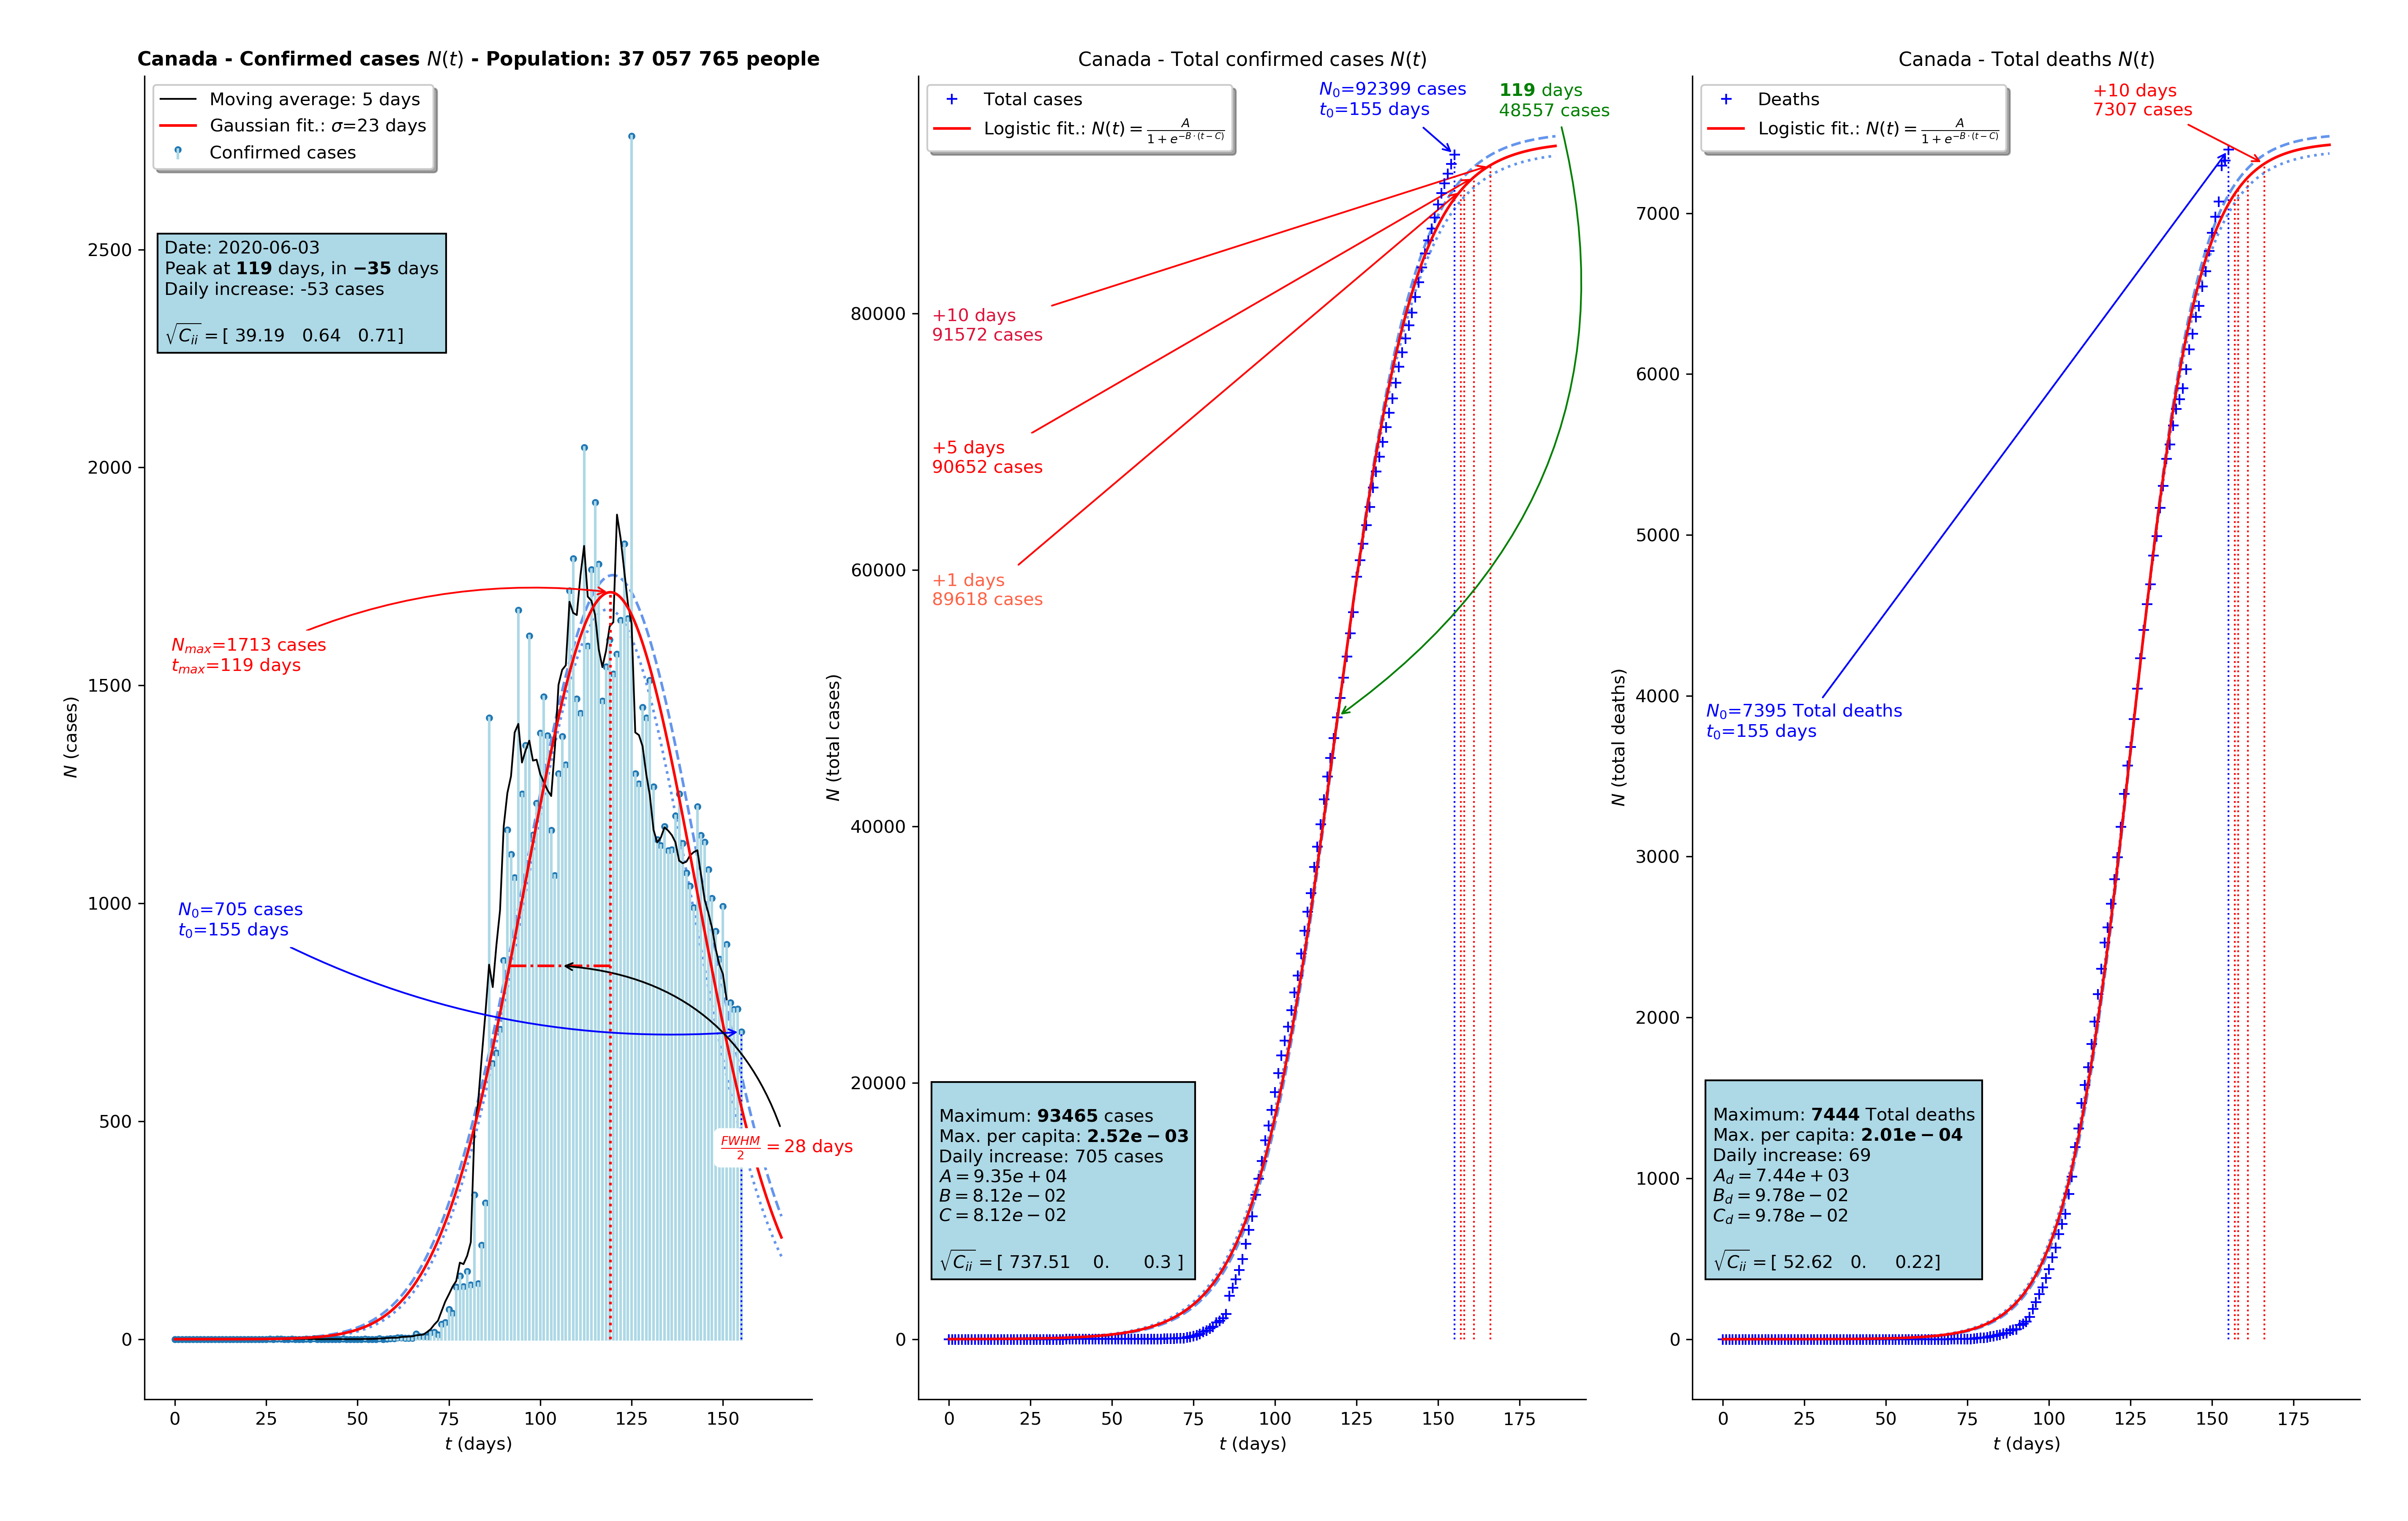 Canada - Confirmed cases N(t) - Population: 37 057 765 people
Moving average: 5 days
Gaussian fit.: σ=23 days
Confirmed cases
Date: 2020-06-03
Peak at 119 days, in −35 days
Daily increase: -53 cases
√C_ii = [ 39.19 0.64 0.71]
N_max=1713 cases
t_max=119 days
N_0=705 cases
t_0=155 days
FWHM/2 = 28 days
N (cases)
2500
2000
1500
1000
500
0
0 25 50 75 100 125 150
t (days)
Canada - Total confirmed cases N(t)
Total cases
Logistic fit.: N(t) = A/(1 + e^{−B·(t−C)})
N_0=92399 cases
t_0=155 days
119 days
48557 cases
+10 days
91572 cases
+5 days
90652 cases
+1 days
89618 cases
Maximum: 93465 cases
Max. per capita: 2.52e − 03
Daily increase: 705 cases
A = 9.35e + 04
B = 8.12e − 02
C = 8.12e − 02
√C_ii = [ 737.51 0. 0.3 ]
N (total cases)
80000
60000
40000
20000
0
0 25 50 75 100 125 150 175
t (days)
Canada - Total deaths N(t)
Deaths
Logistic fit.: N(t) = A/(1 + e^{−B·(t−C)})
+10 days
7307 cases
N_0=7395 Total deaths
t_0=155 days
Maximum: 7444 Total deaths
Max. per capita: 2.01e − 04
Daily increase: 69
A_d = 7.44e + 03
B_d = 9.78e − 02
C_d = 9.78e − 02
√C_ii = [ 52.62 0. 0.22]
N (total deaths)
7000
6000
5000
4000
3000
2000
1000
0
0 25 50 75 100 125 150 175
t (days)